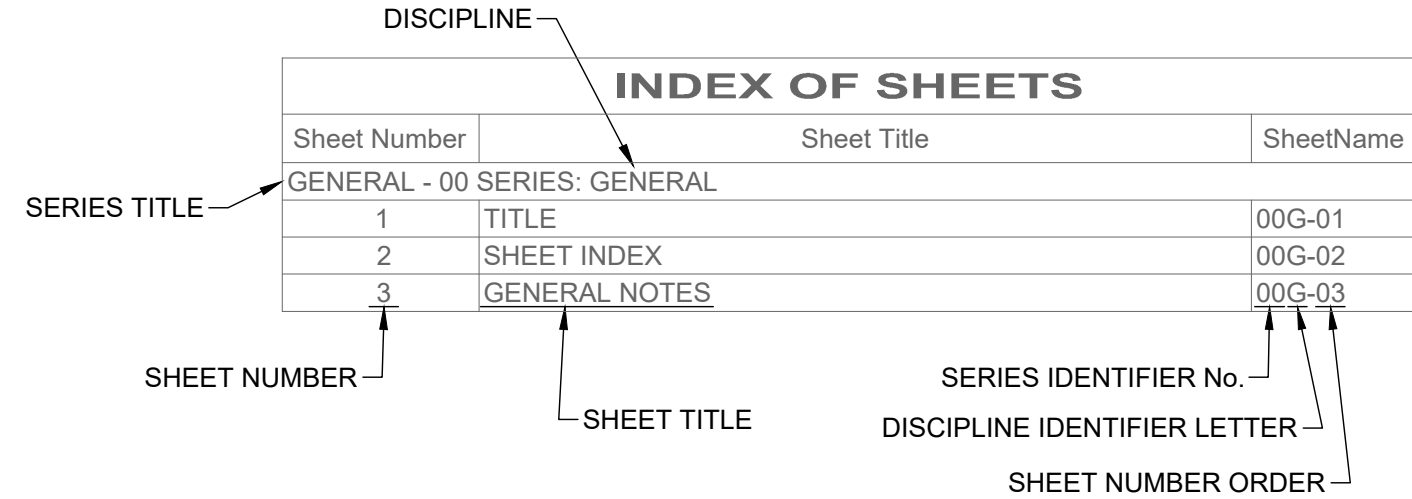 DISCIPLINE
INDEX OF SHEETS
Sheet Number Sheet Title SheetName
GENERAL - 00 SERIES: GENERAL
SERIES TITLE
1 TITLE 00G-01
2 SHEET INDEX 00G-02
3 GENERAL NOTES 00G-03
SHEET NUMBER SERIES IDENTIFIER No.
SHEET TITLE DISCIPLINE IDENTIFIER LETTER
SHEET NUMBER ORDER